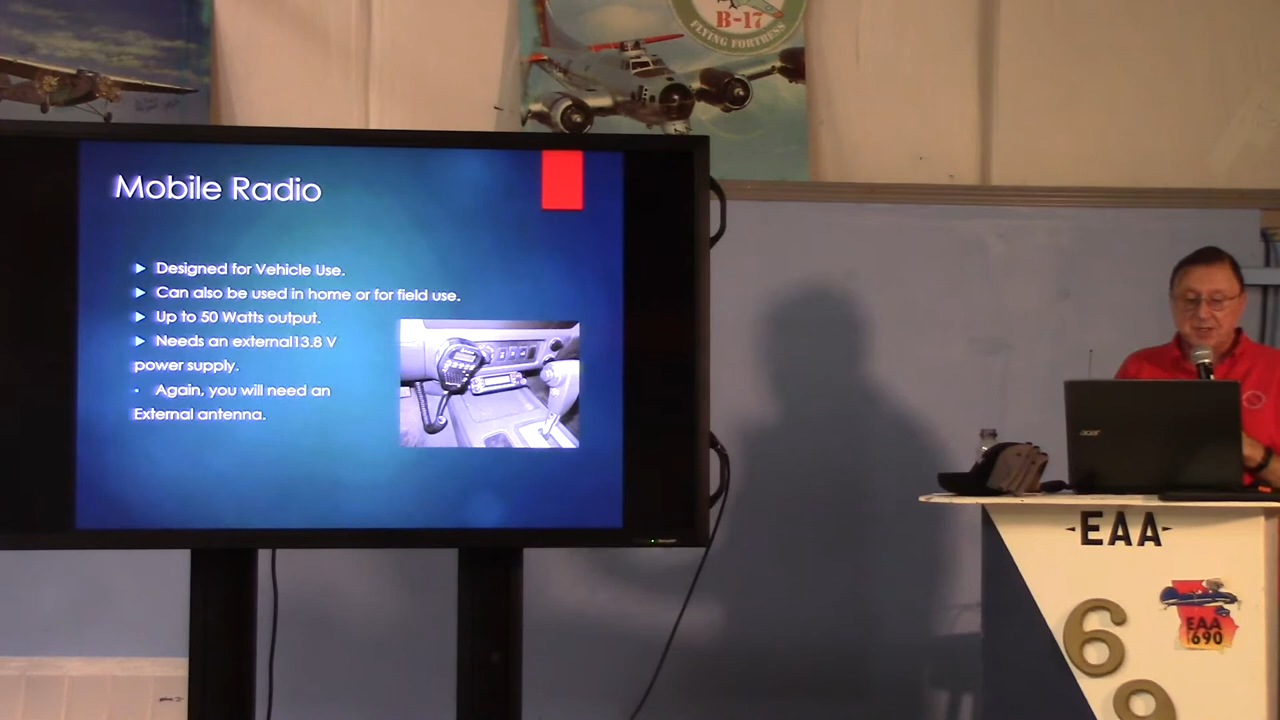 B-17
FLYING FORTRESS
Mobile Radio
Designed for Vehicle Use.
Can also be used in home or for field use.
Up to 50 Watts output.
Needs an external13.8 V
power supply.
Again, you will need an
External antenna.
acer
EAA
69
EAA
690